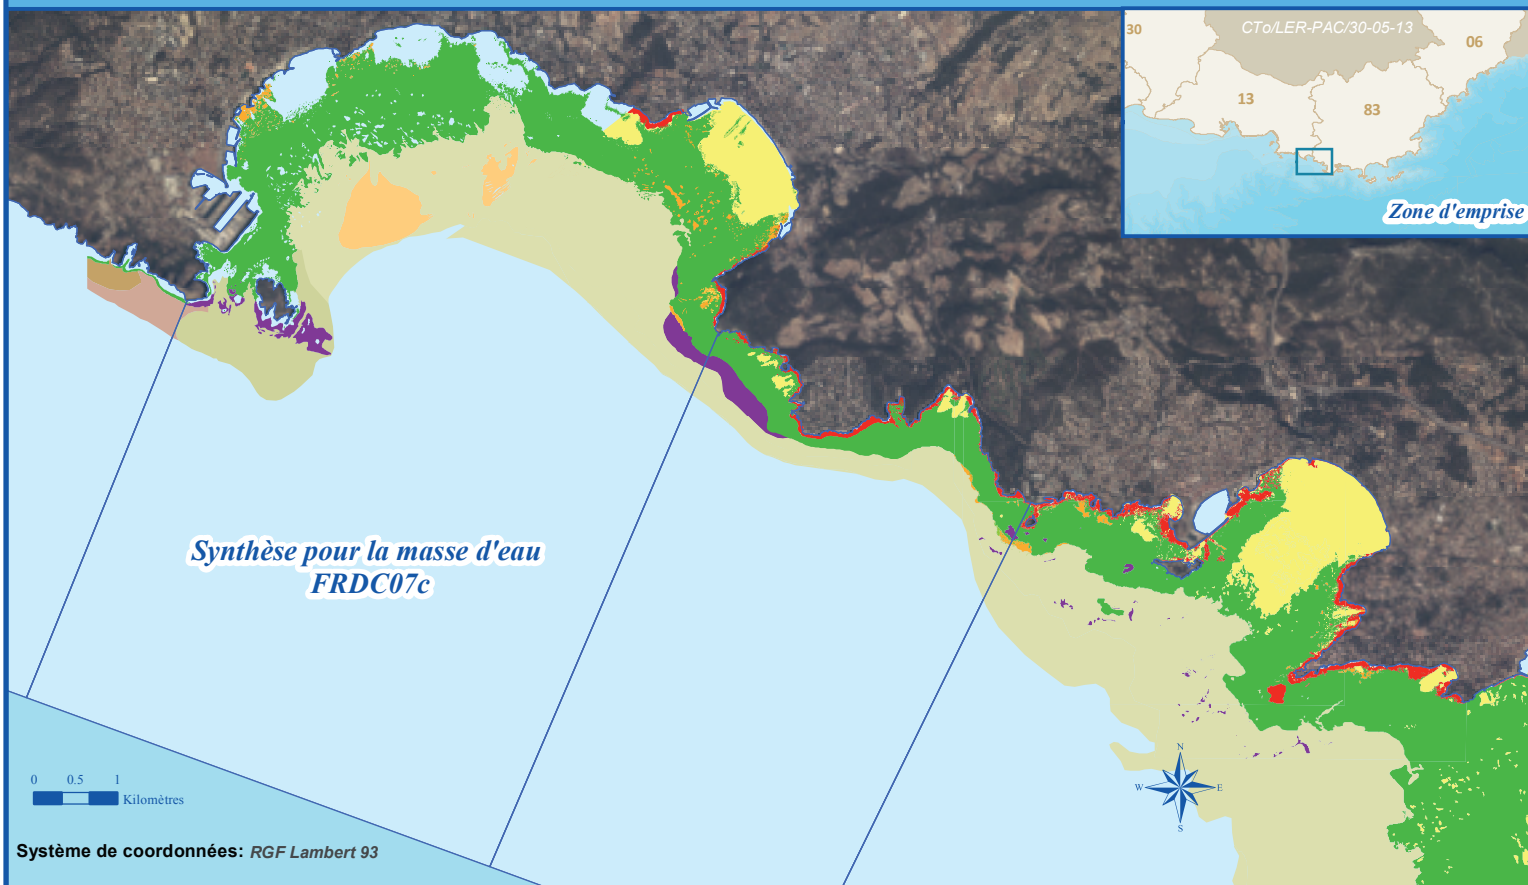 CTo/LER-PAC/30-05-13
30
06
13
83
Zone d'emprise
Synthèse pour la masse d'eau
FRDC07c
N
W
E
S
0 0.5 1
Kilomètres
Système de coordonnées: RGF Lambert 93